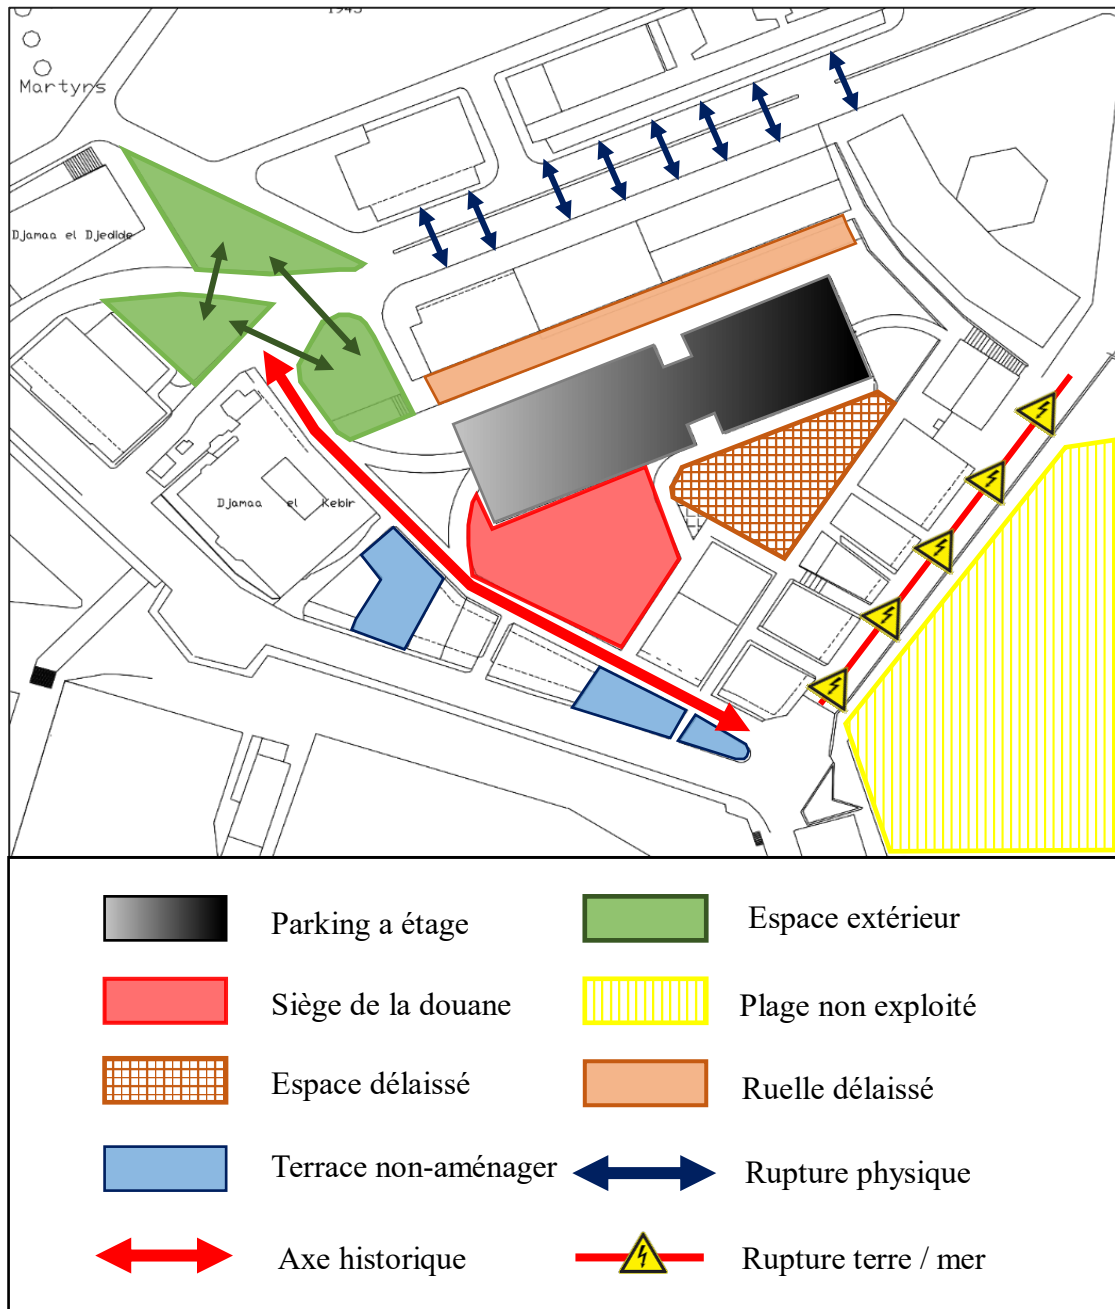 1945
Martyrs
Djamaa el Djedide
Djamaa el Kebir
Parking a étage
Espace extérieur
Siège de la douane
Plage non exploité
Espace délaissé
Ruelle délaissé
Terrace non-aménager
Rupture physique
Axe historique
Rupture terre / mer